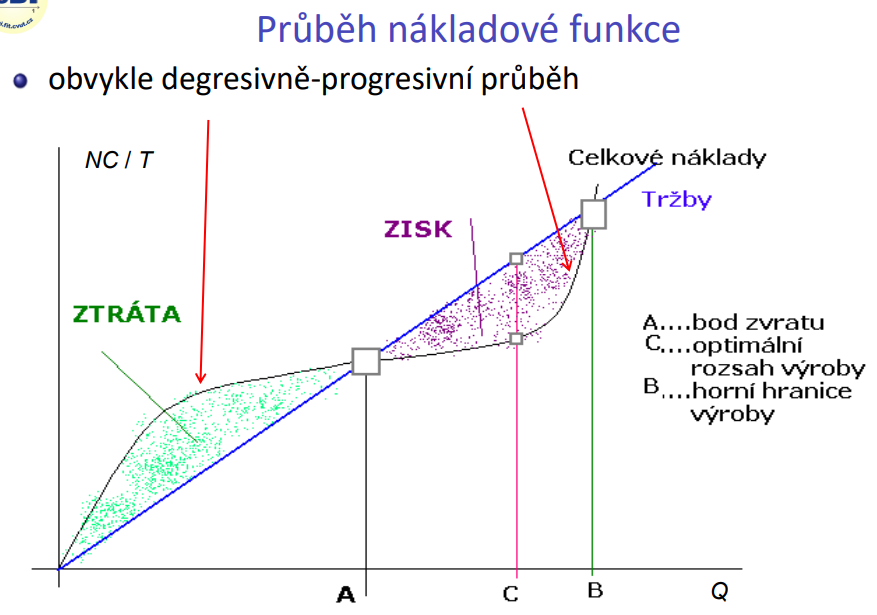 Průběh nákladové funkce
obvykle degresivně-progresivní průběh
NC / T
Celkové náklady
Tržby
ZISK
ZTRÁTA
A....bod zvratu
C....optimální
rozsah výroby
B....horní hranice
výroby
A
C
B
Q